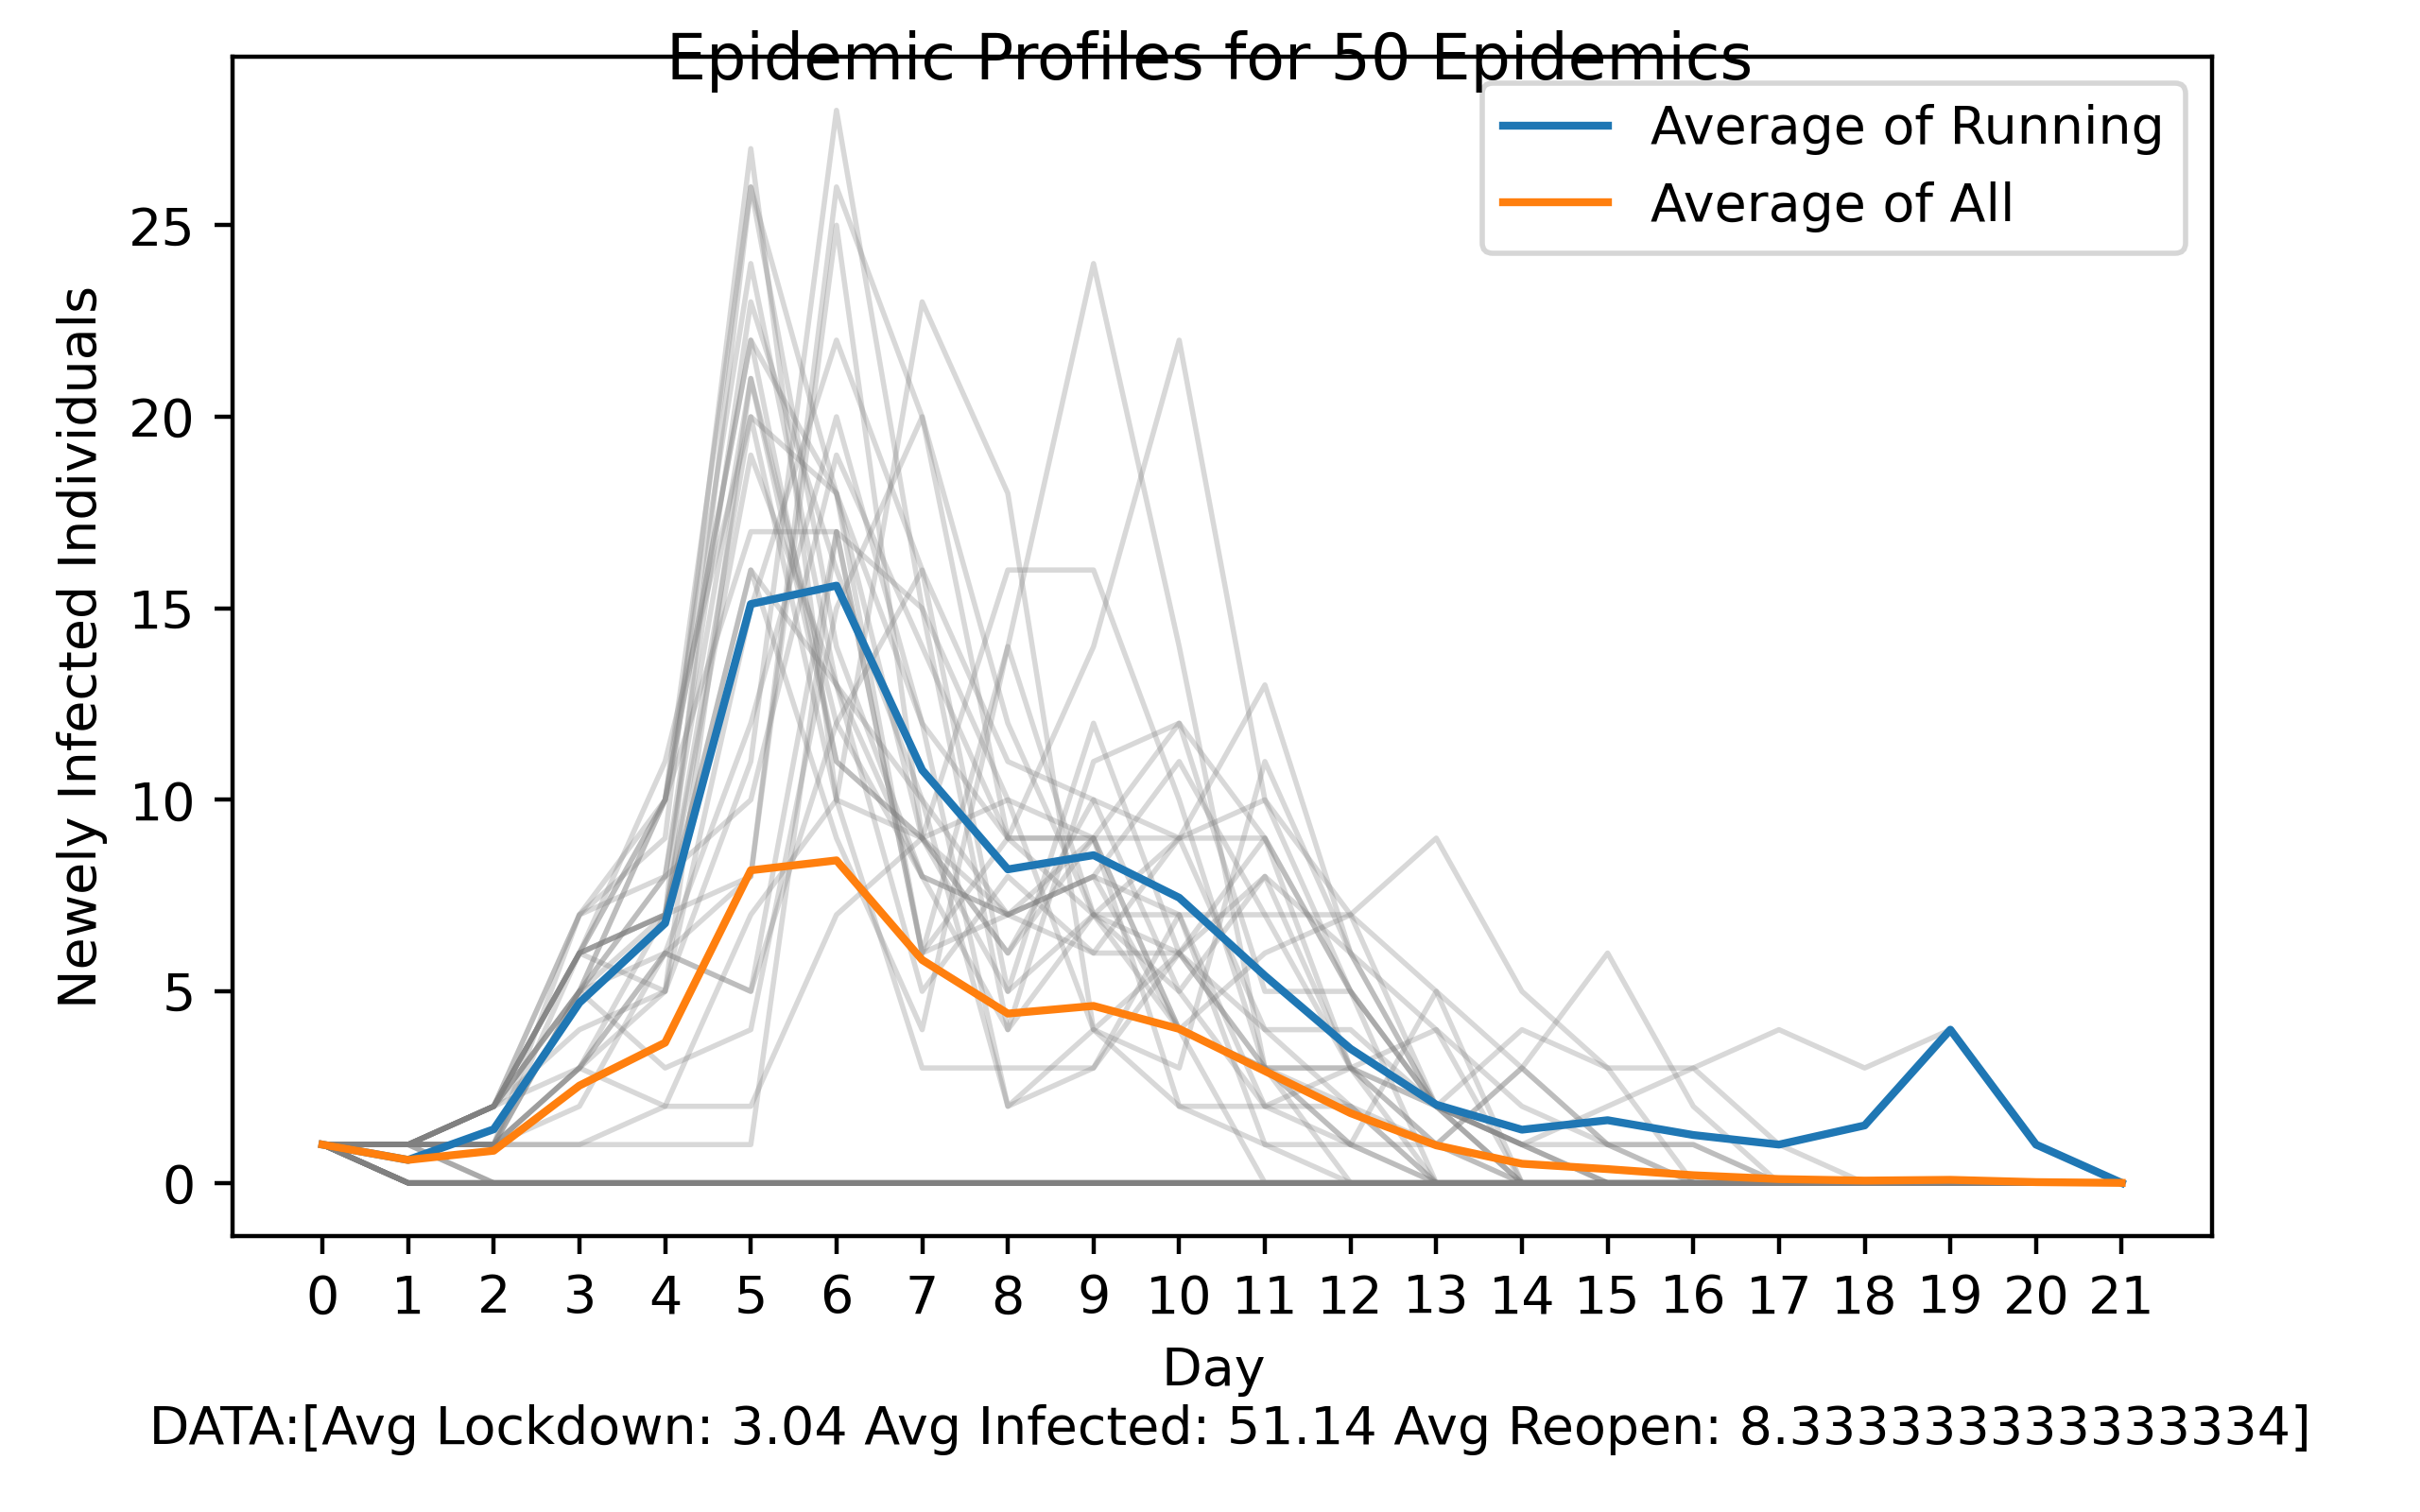 Epidemic Profiles for 50 Epidemics
Average of Running
Average of All
Newely Infected Individuals
25
20
15
10
5
0
0 1 2 3 4 5 6 7 8 9 10 11 12 13 14 15 16 17 18 19 20 21
Day
DATA:[Avg Lockdown: 3.04 Avg Infected: 51.14 Avg Reopen: 8.333333333333334]